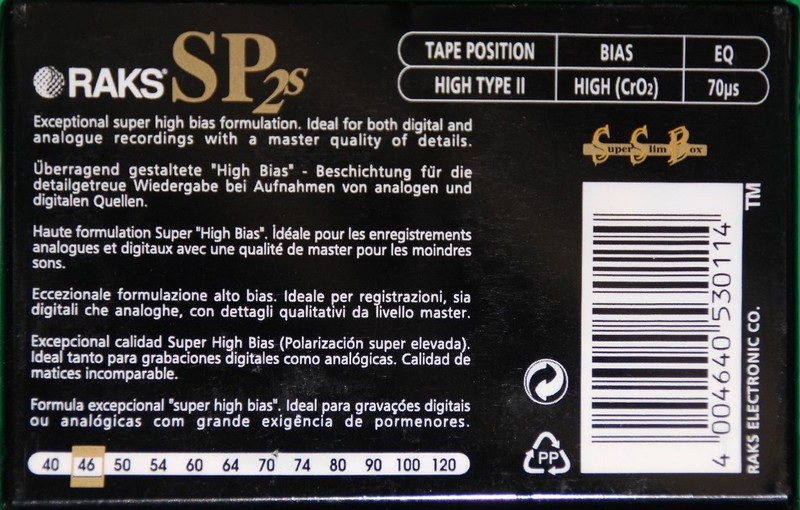 RAKS SP2s
Exceptional super high bias formulation. Ideal for both digital and
analogue recordings with a master quality of details.
Überragend gestaltete "High Bias" - Beschichtung für die
detailgetreue Wiedergabe bei Aufnahmen von analogen und
digitalen Quellen.
Haute formulation Super "High Bias". İdéale pour les enregistrements
analogues et digitaux avec une qualité de master pour les moindres
sons.
Eccezionale formulazione alto bias. Ideale per registrazioni, sia
digitali che analoghe, con dettagli qualitativi da livello master.
Excepcional calidad Super High Bias (Polarización super elevada).
Ideal tanto para grabaciones digitales como analógicas. Calidad de
matices incomparable.
Formula excepcional "super high bias". Ideal para gravaçóes digitais
ou analógicas com grande exigência de pormenores.
40 46 50 54 60 64 70 74 80 90 100 120
TAPE POSITION BIAS EQ
HIGH TYPE II HIGH (CrO₂) 70µs
Super Slim Box
TM
4 004640 530114
RAKS ELECTRONIC CO.
PP